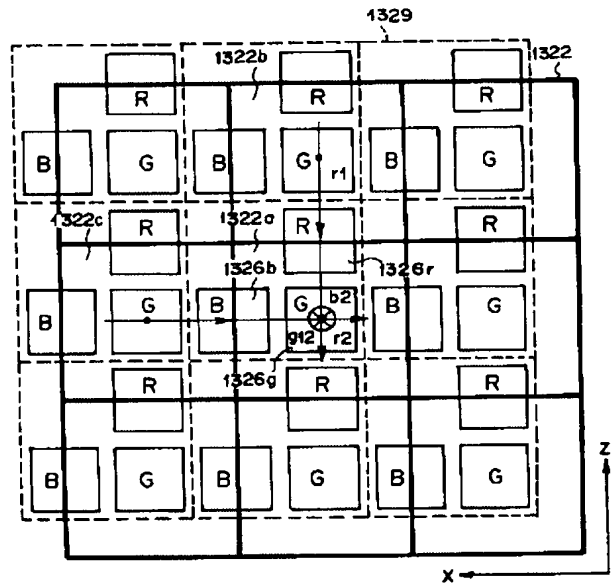 1329
1322b 1322
R R R
B G B G B G
r1
1322c 1322a
R R R
1326b 1326r
B G B G b2 B G
g12 r2
1326g
R R R
B G B G B G
Z
X